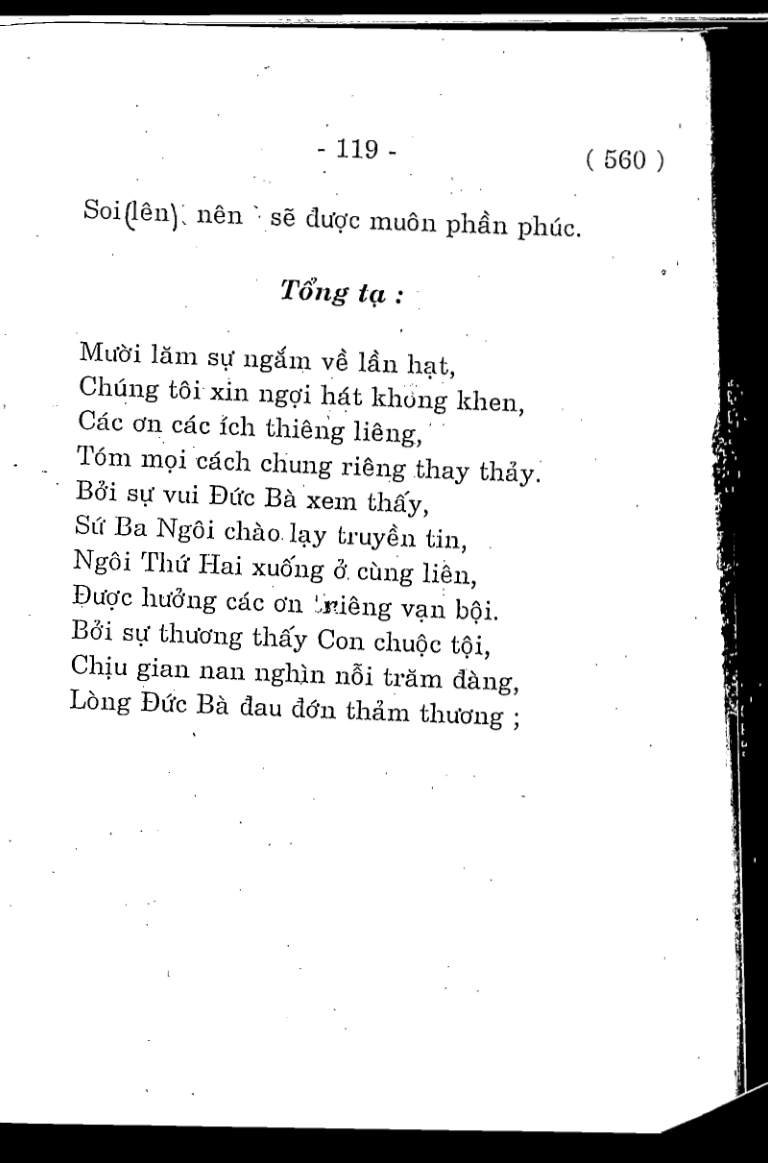 - 119 -
( 560 )
Soi (lên) nên sẽ được muôn phần phúc.
Tổng tạ :
Mười lăm sự ngắm về lần hạt,
Chúng tôi xin ngợi hát không khen,
Các ơn các ích thiêng liêng,
Tóm mọi cách chung riêng thay thảy.
Bởi sự vui Đức Bà xem thấy,
Sứ Ba Ngôi chào lạy truyền tin,
Ngôi Thứ Hai xuống ở cùng liên,
Được hưởng các ơn riêng vạn bội.
Bởi sự thương thấy Con chuộc tội,
Chịu gian nan nghìn nỗi trăm đàng,
Lòng Đức Bà đau đớn thảm thương ;